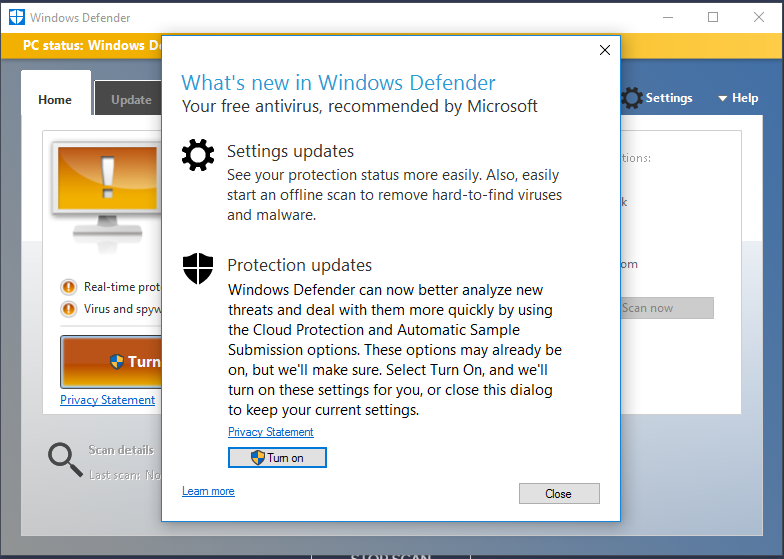 Windows Defender
PC status: Windows D
Home
Update
Settings
Help
What's new in Windows Defender
Your free antivirus, recommended by Microsoft
Settings updates
See your protection status more easily. Also, easily
start an offline scan to remove hard-to-find viruses
and malware.
Protection updates
Windows Defender can now better analyze new
threats and deal with them more quickly by using
the Cloud Protection and Automatic Sample
Submission options. These options may already be
on, but we'll make sure. Select Turn On, and we'll
turn on these settings for you, or close this dialog
to keep your current settings.
Privacy Statement
Turn on
Learn more
Close
Real-time prot
Virus and spyw
Turn
Privacy Statement
Scan details
Last scan: No
tions:
k
om
Scan now
STOP SCAN